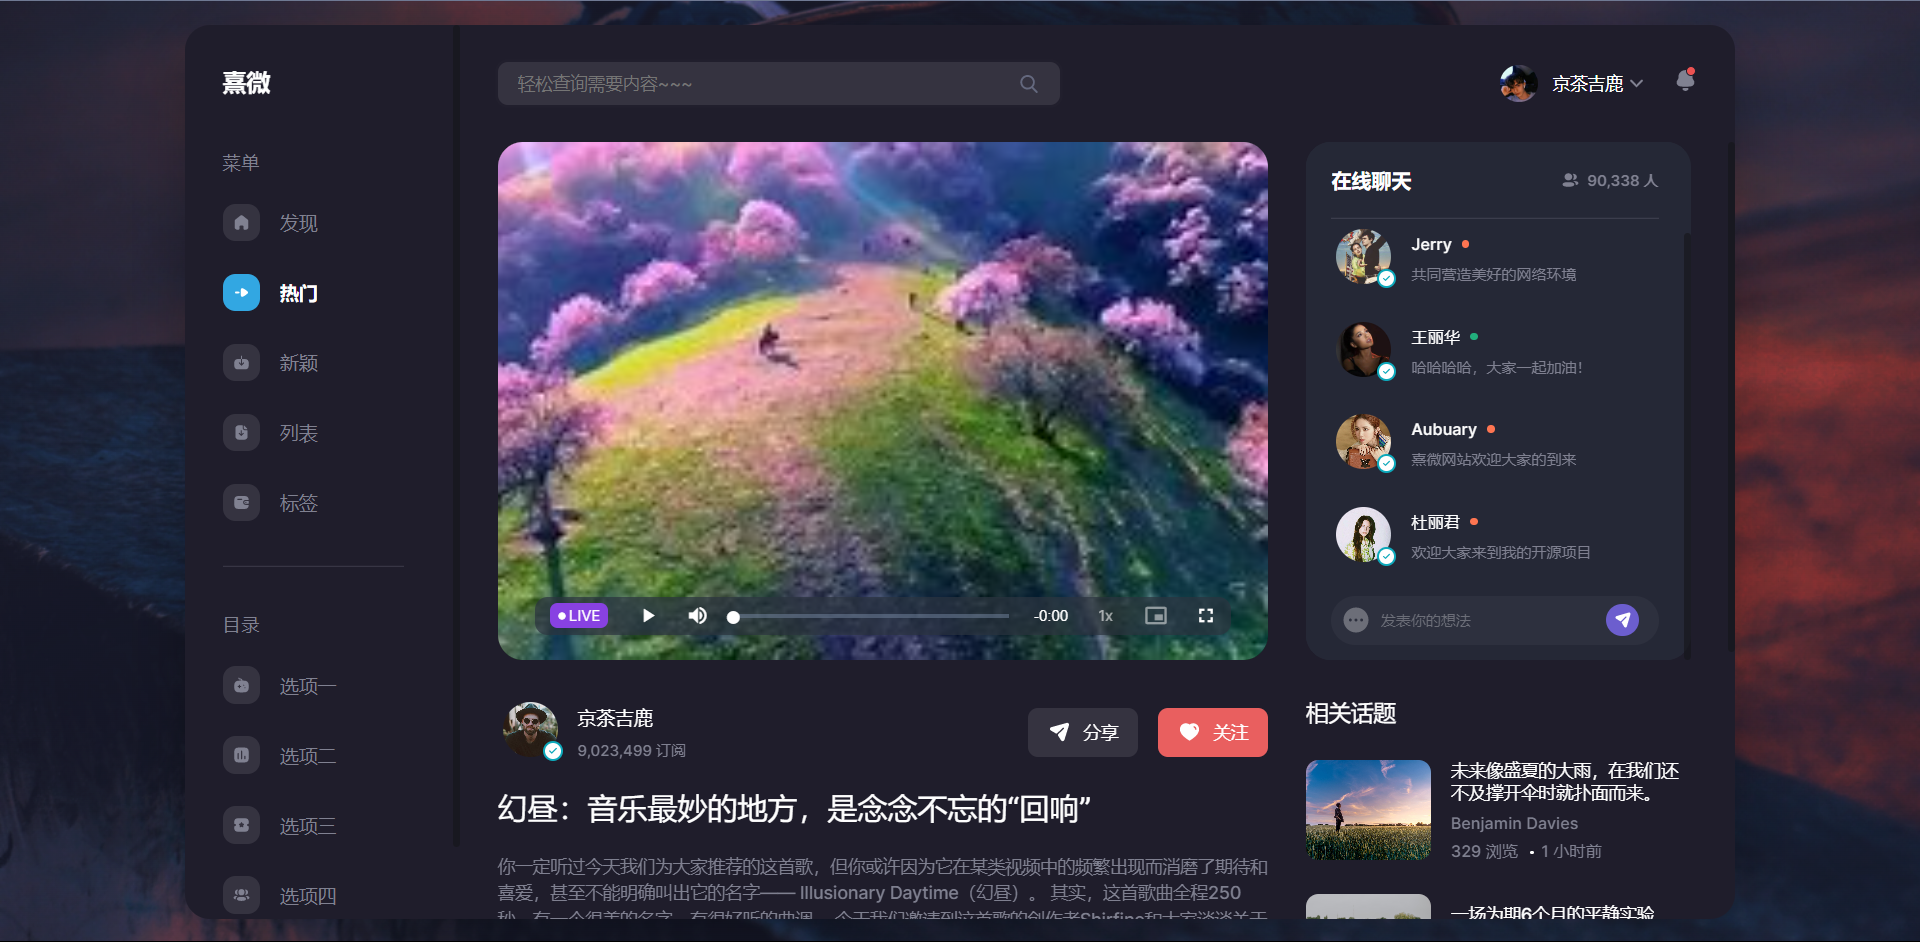 熹微
轻松查询需要内容~~~
京茶吉鹿
菜单
发现
热门
新颖
列表
标签
目录
选项一
选项二
选项三
选项四
LIVE
-0:00
1x
在线聊天
90,338 人
Jerry
共同营造美好的网络环境
王丽华
哈哈哈哈，大家一起加油!
Aubuary
熹微网站欢迎大家的到来
杜丽君
欢迎大家来到我的开源项目
发表你的想法
京茶吉鹿
9,023,499 订阅
分享
关注
幻昼：音乐最妙的地方，是念念不忘的“回响”
你一定听过今天我们为大家推荐的这首歌，但你或许因为它在某类视频中的频繁出现而消磨了期待和
喜爱，甚至不能明确叫出它的名字—— Illusionary Daytime（幻昼）。 其实，这首歌曲全程250
秒，有一个很美的名字，有很好听的曲调。 今天我们邀请到这首歌的创作者Shirfine和大家谈谈关于
相关话题
未来像盛夏的大雨，在我们还
不及撑开伞时就扑面而来。
Benjamin Davies
329 浏览 • 1 小时前
一场为期6个月的平静实验